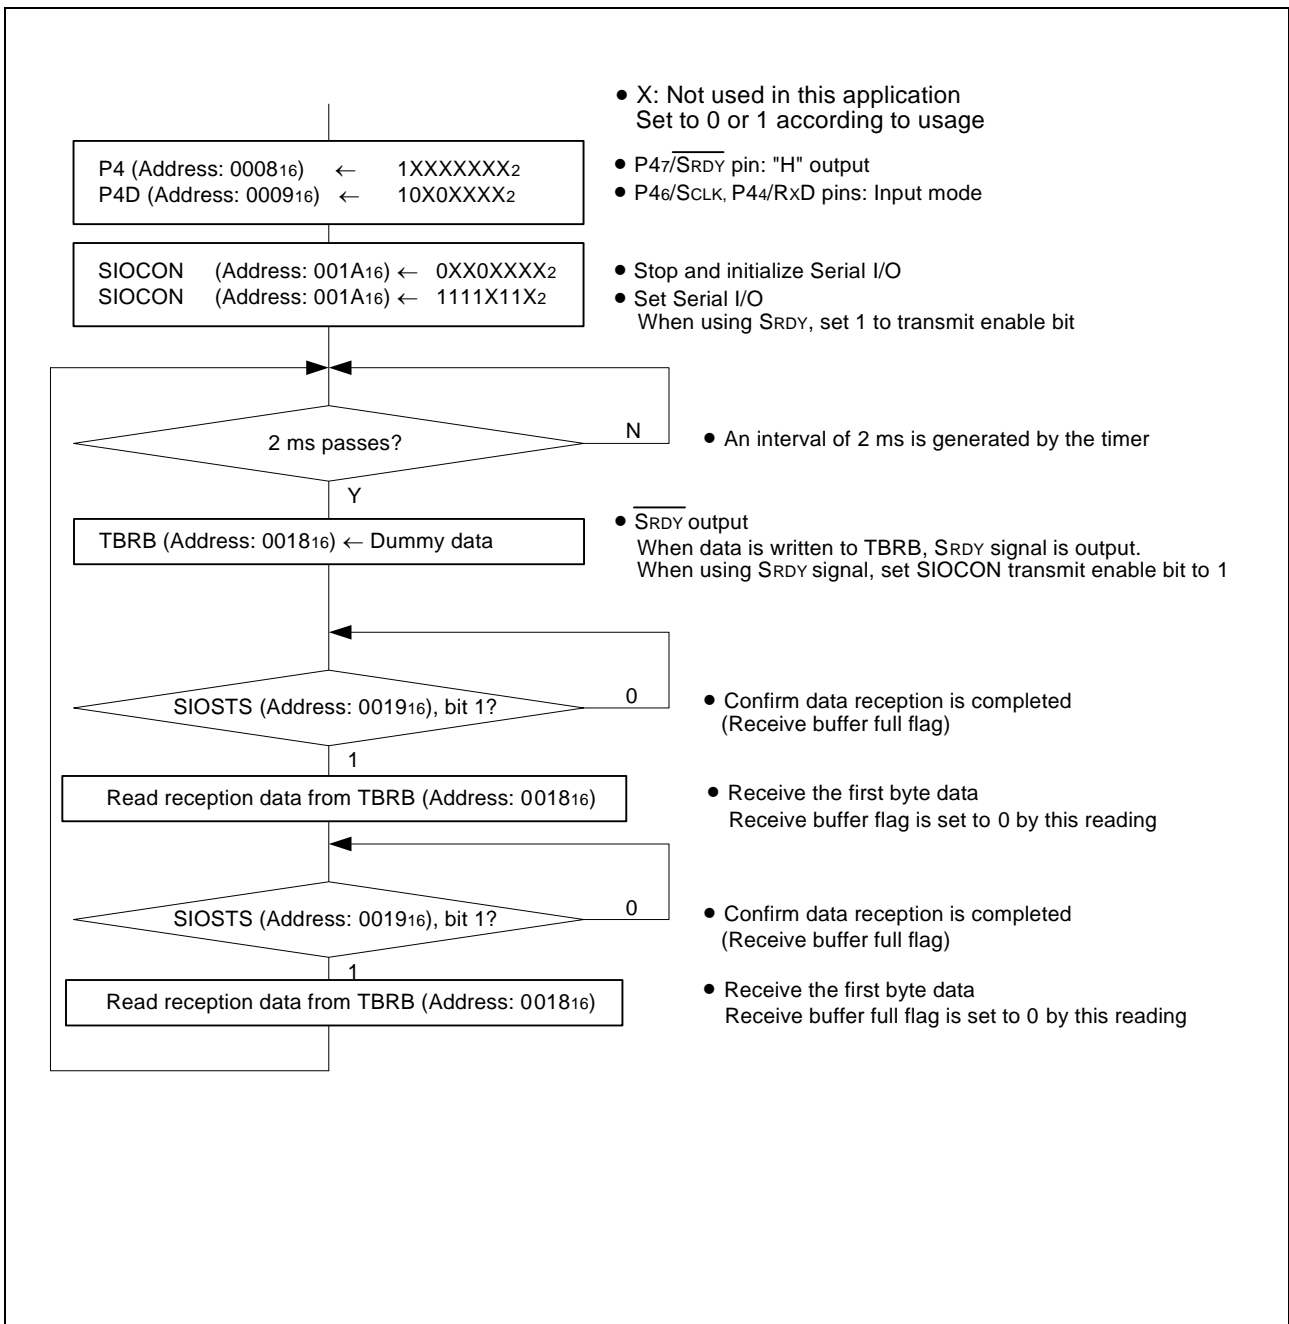 ● X: Not used in this application
Set to 0 or 1 according to usage
P4 (Address: 000816) ← 1XXXXXXX2
P4D (Address: 000916) ← 10X0XXXX2
● P47/SRDY pin: "H" output
● P46/SCLK, P44/RXD pins: Input mode
SIOCON (Address: 001A16) ← 0XX0XXXX2
SIOCON (Address: 001A16) ← 1111X11X2
● Stop and initialize Serial I/O
● Set Serial I/O
When using SRDY, set 1 to transmit enable bit
2 ms passes?
N
● An interval of 2 ms is generated by the timer
Y
TBRB (Address: 001816) ← Dummy data
● SRDY output
When data is written to TBRB, SRDY signal is output.
When using SRDY signal, set SIOCON transmit enable bit to 1
SIOSTS (Address: 001916), bit 1?
0
● Confirm data reception is completed
(Receive buffer full flag)
1
Read reception data from TBRB (Address: 001816)
● Receive the first byte data
Receive buffer flag is set to 0 by this reading
SIOSTS (Address: 001916), bit 1?
0
● Confirm data reception is completed
(Receive buffer full flag)
1
Read reception data from TBRB (Address: 001816)
● Receive the first byte data
Receive buffer full flag is set to 0 by this reading